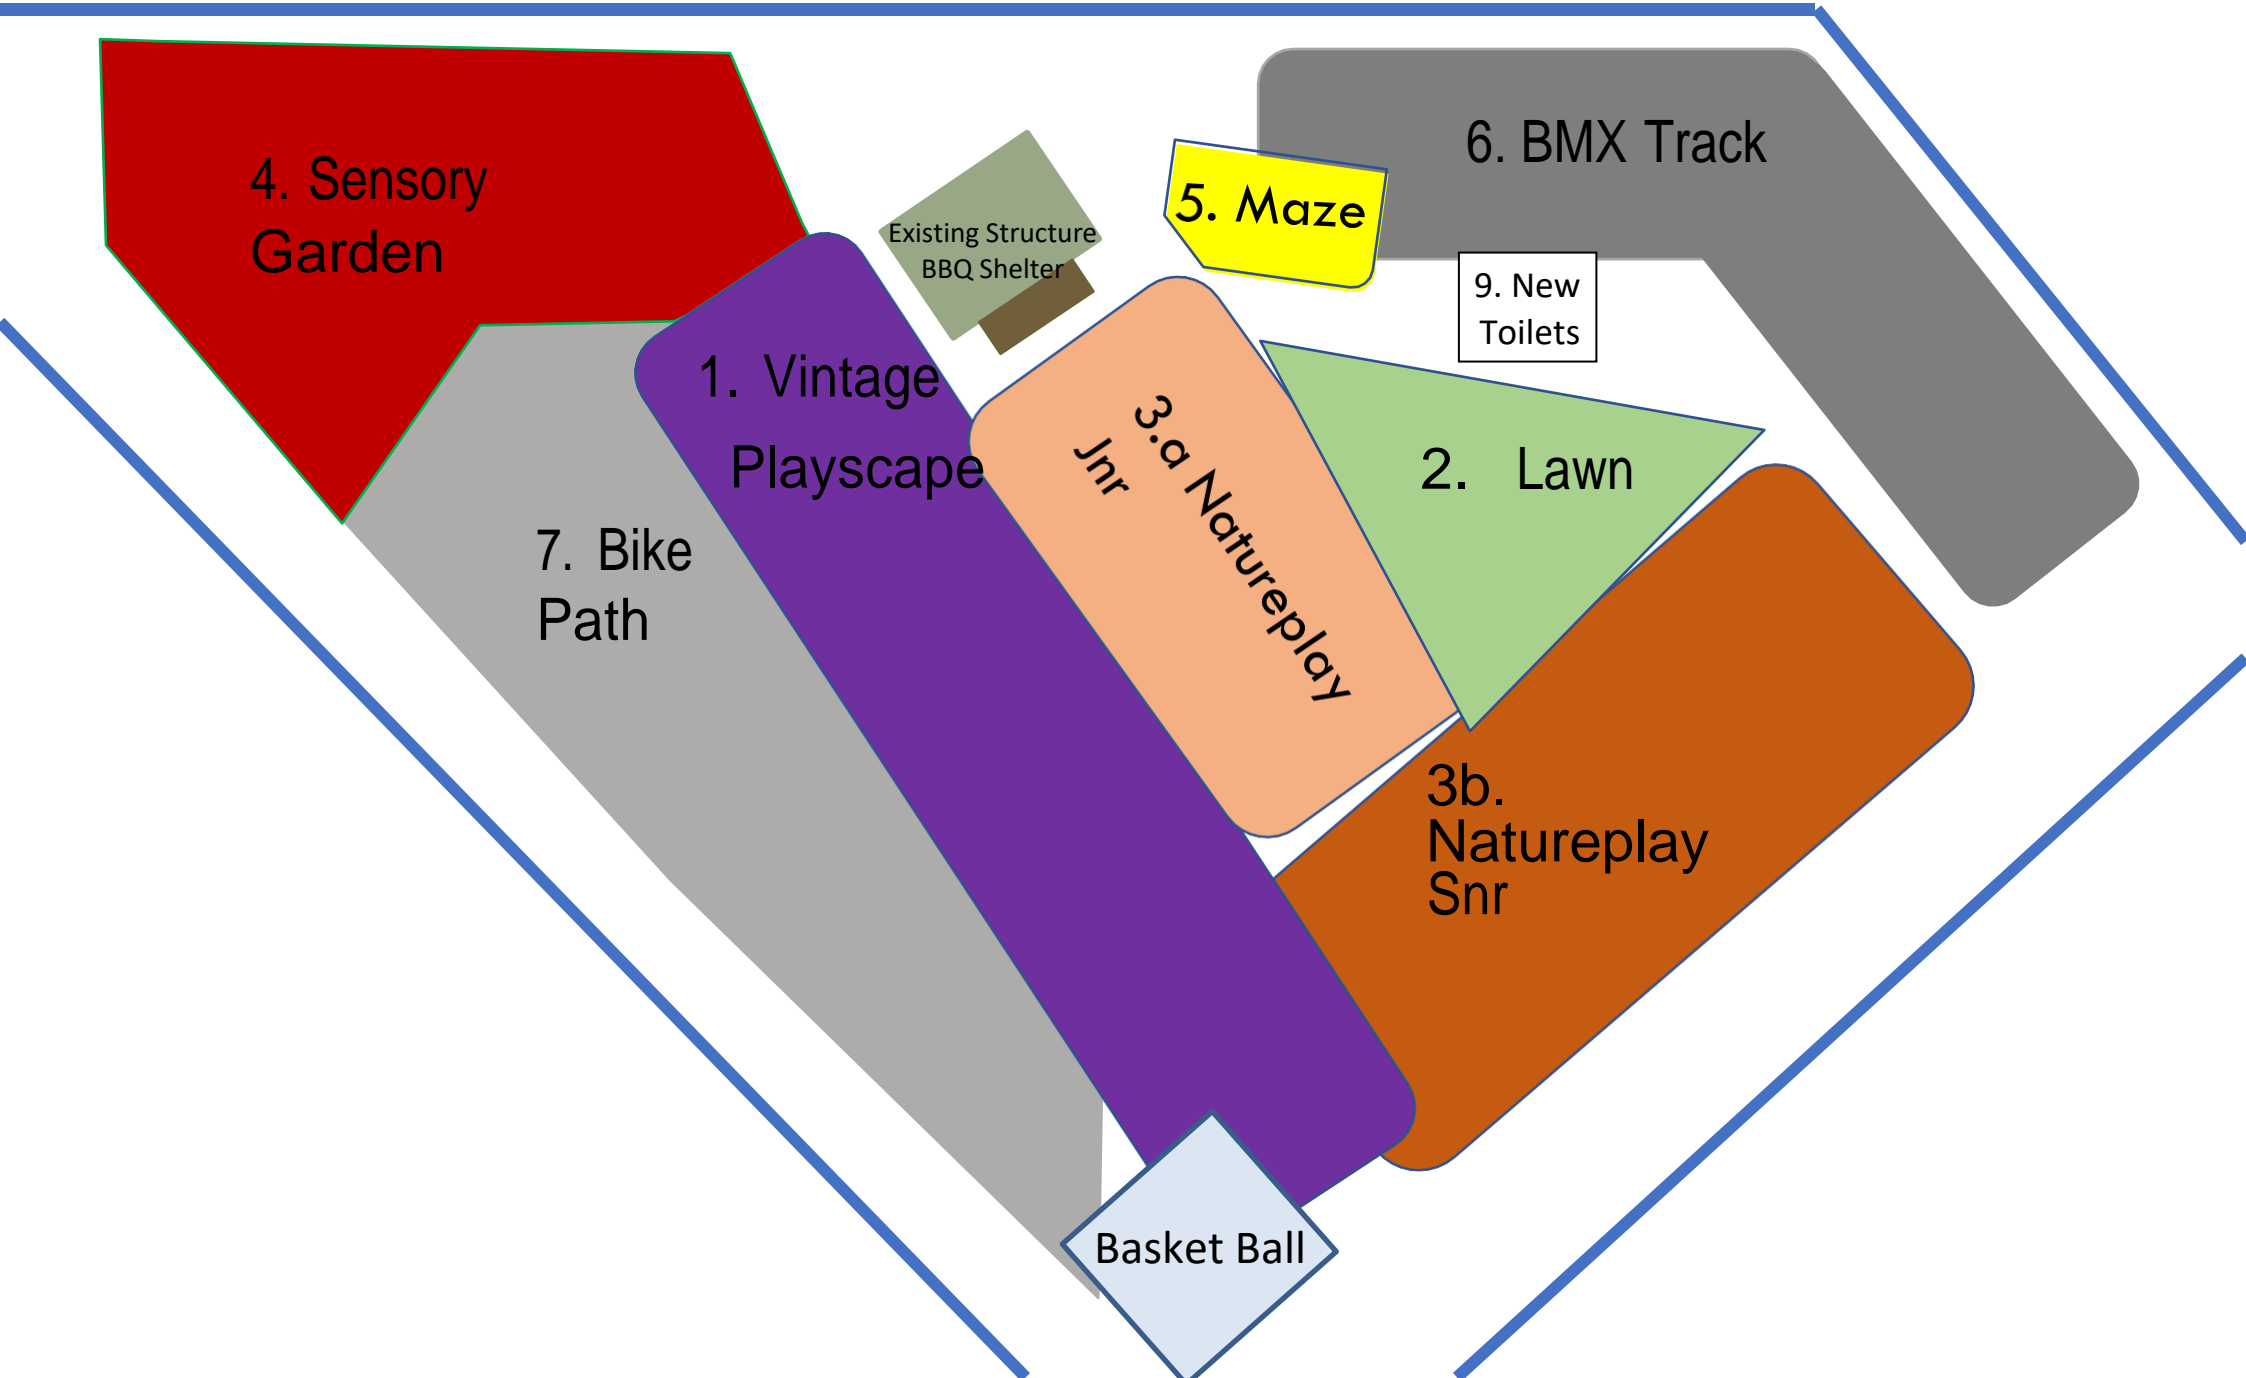 4. Sensory
Garden
Existing Structure
BBQ Shelter
5. Maze
6. BMX Track
9. New
Toilets
1. Vintage
Playscape
3.a Natureplay
Jnr
2. Lawn
7. Bike
Path
3b.
Natureplay
Snr
Basket Ball